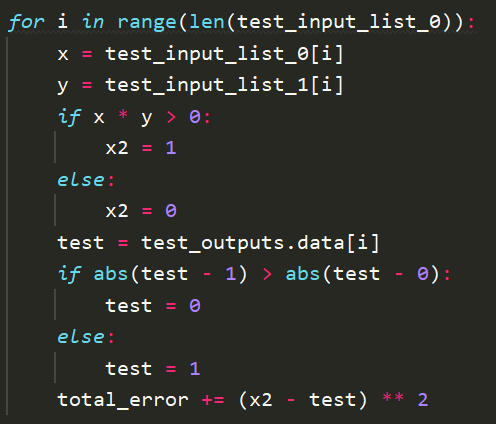 for i in range(len(test_input_list_0)):
    x = test_input_list_0[i]
    y = test_input_list_1[i]
    if x * y > 0:
        x2 = 1
    else:
        x2 = 0
    test = test_outputs.data[i]
    if abs(test - 1) > abs(test - 0):
        test = 0
    else:
        test = 1
    total_error += (x2 - test) ** 2